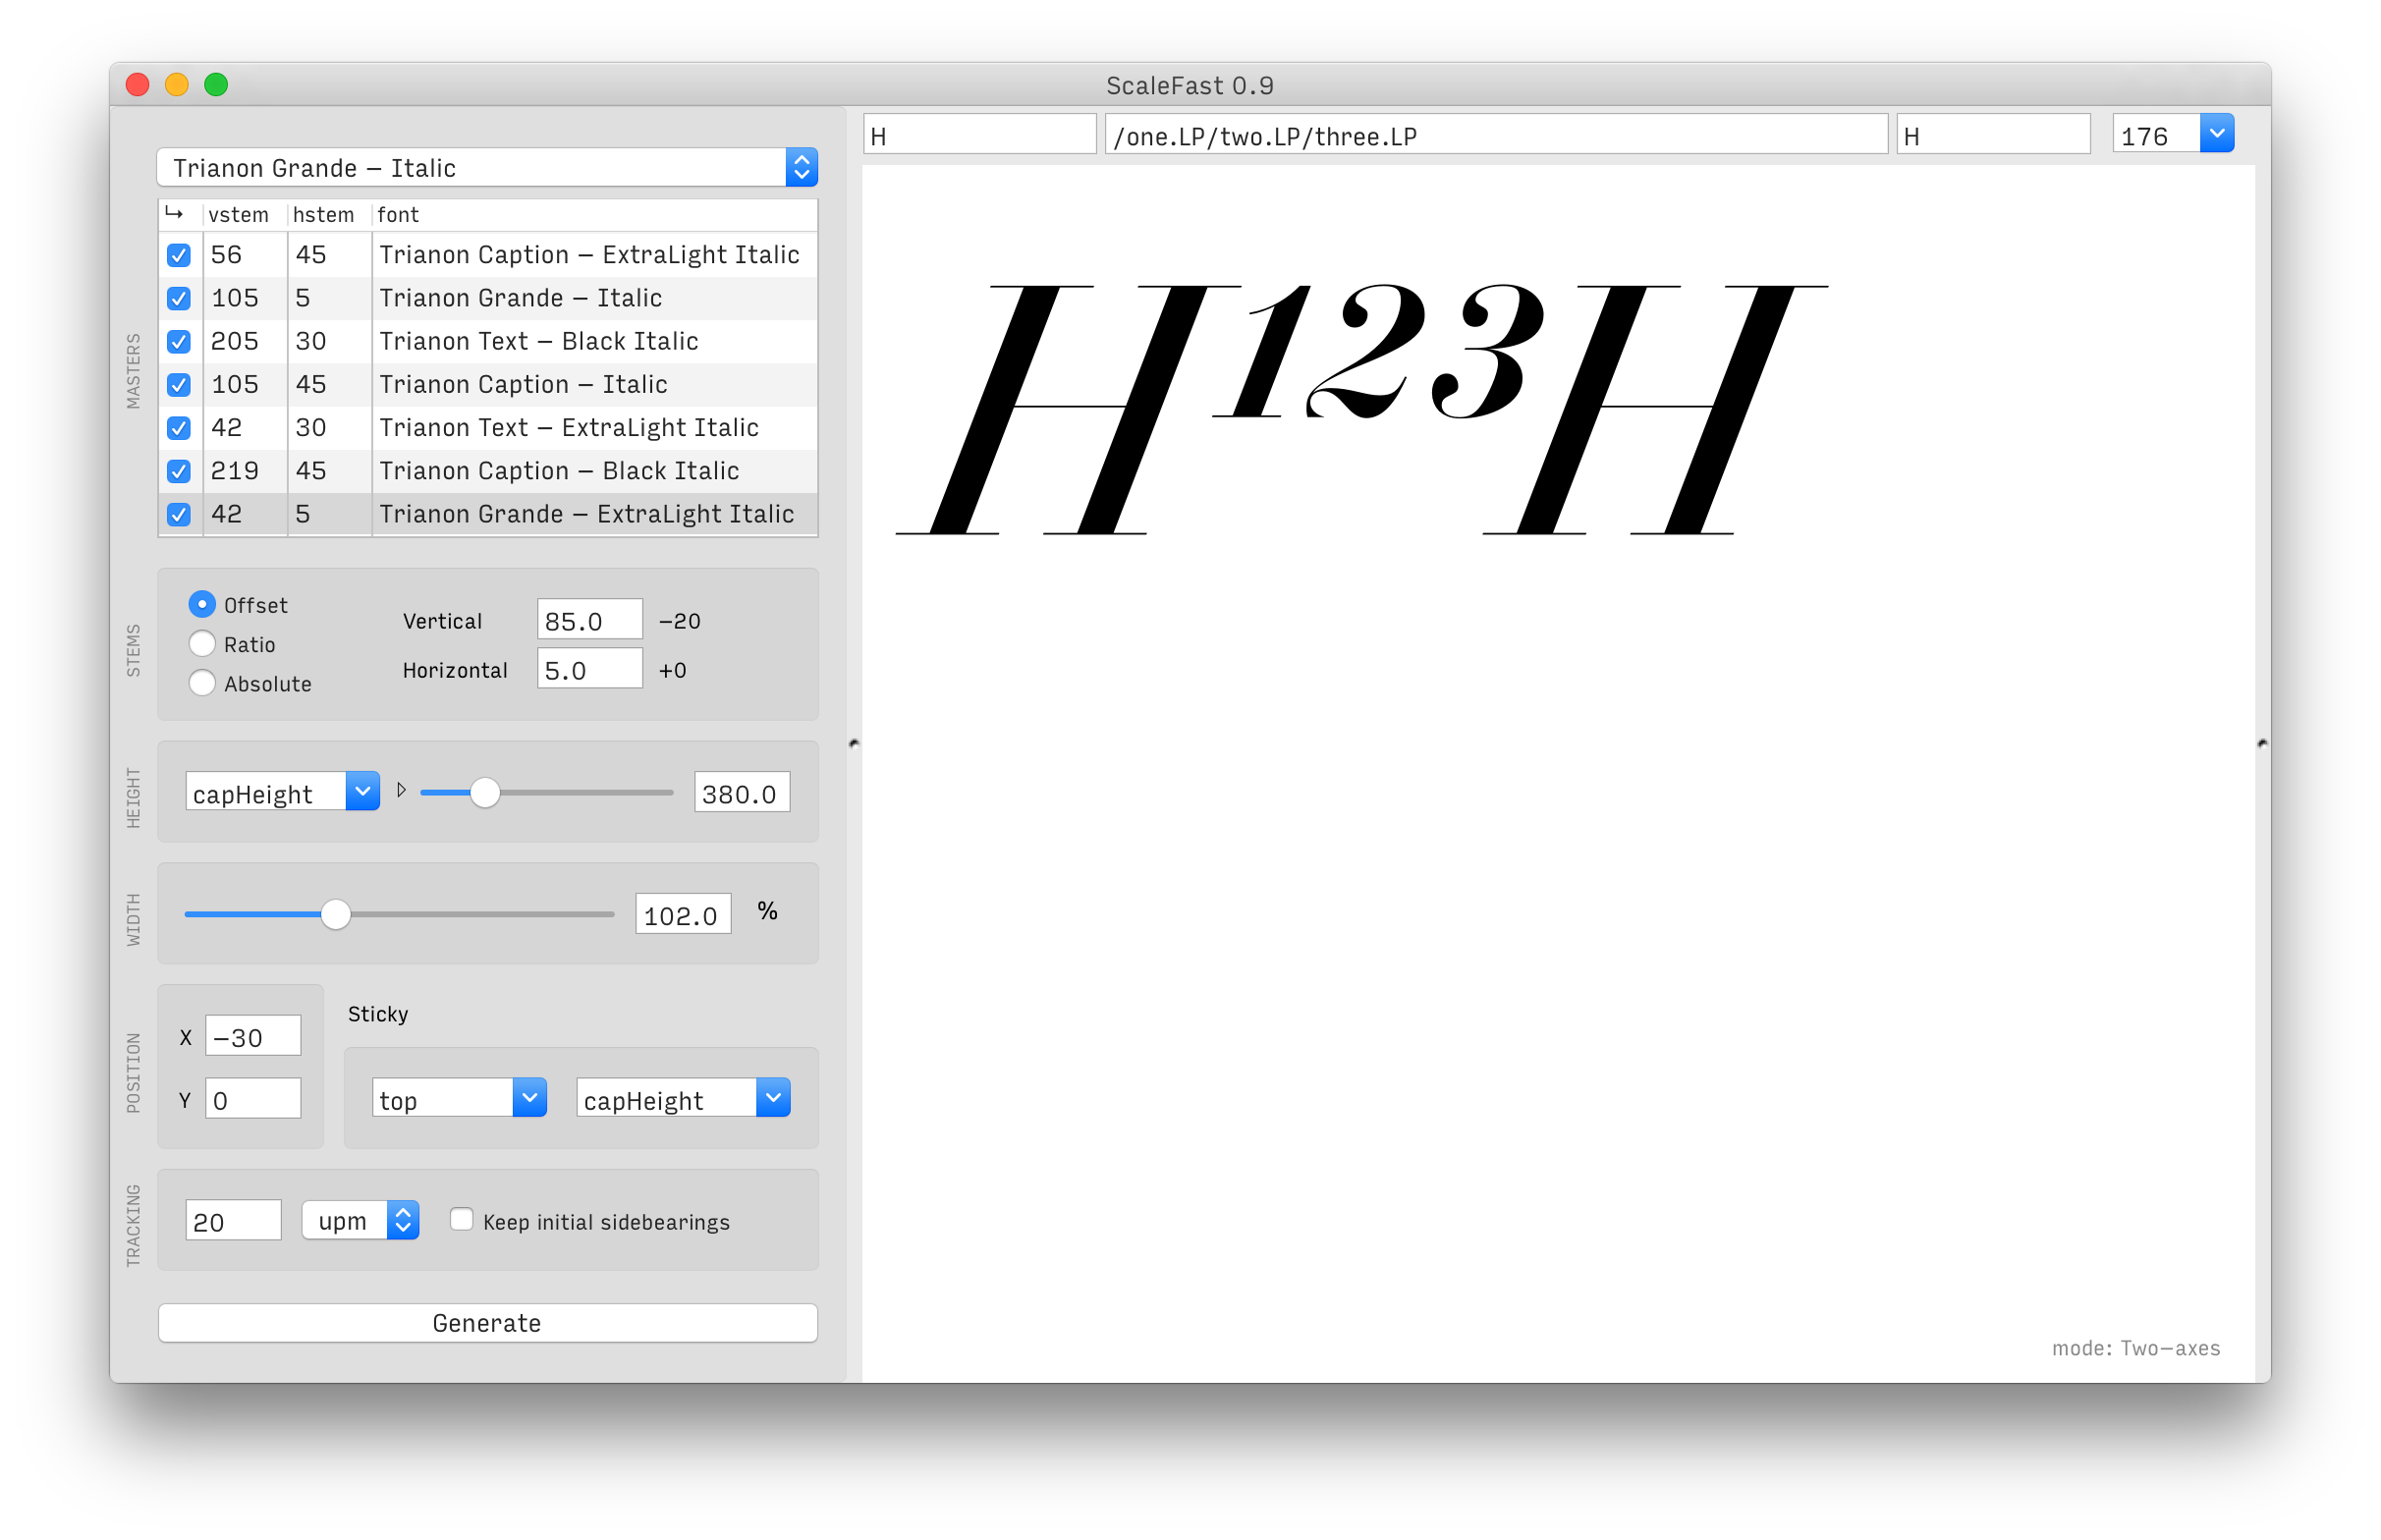 ScaleFast 0.9
Trianon Grande – Italic
↳ vstem hstem font
56 45 Trianon Caption – ExtraLight Italic
105 5 Trianon Grande – Italic
205 30 Trianon Text – Black Italic
105 45 Trianon Caption – Italic
42 30 Trianon Text – ExtraLight Italic
219 45 Trianon Caption – Black Italic
42 5 Trianon Grande – ExtraLight Italic
MASTERS
STEMS
Offset
Ratio
Absolute
Vertical 85.0 –20
Horizontal 5.0 +0
HEIGHT
capHeight 380.0
WIDTH
102.0 %
POSITION
X –30
Y 0
Sticky
top capHeight
TRACKING
20 upm Keep initial sidebearings
Generate
H /one.LP/two.LP/three.LP H 176
H123H
mode: Two–axes